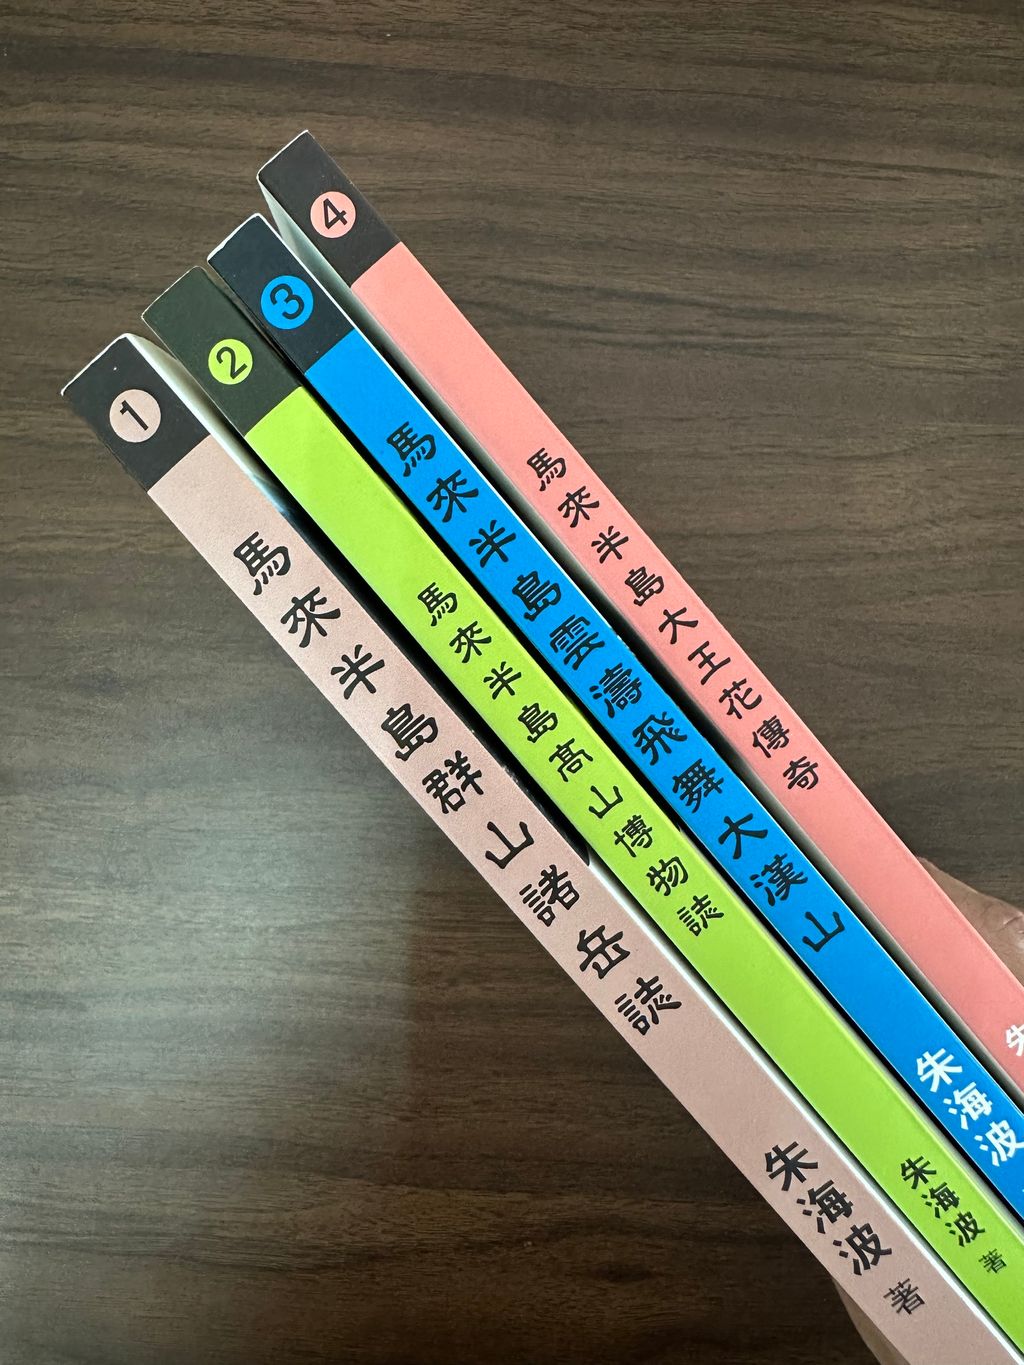 1
馬來半島群山諸岳誌
朱海波 著
2
馬來半島高山博物誌
朱海波 著
3
馬來半島雲濤飛舞大漢山
朱海波
4
馬來半島大王花傳奇
朱